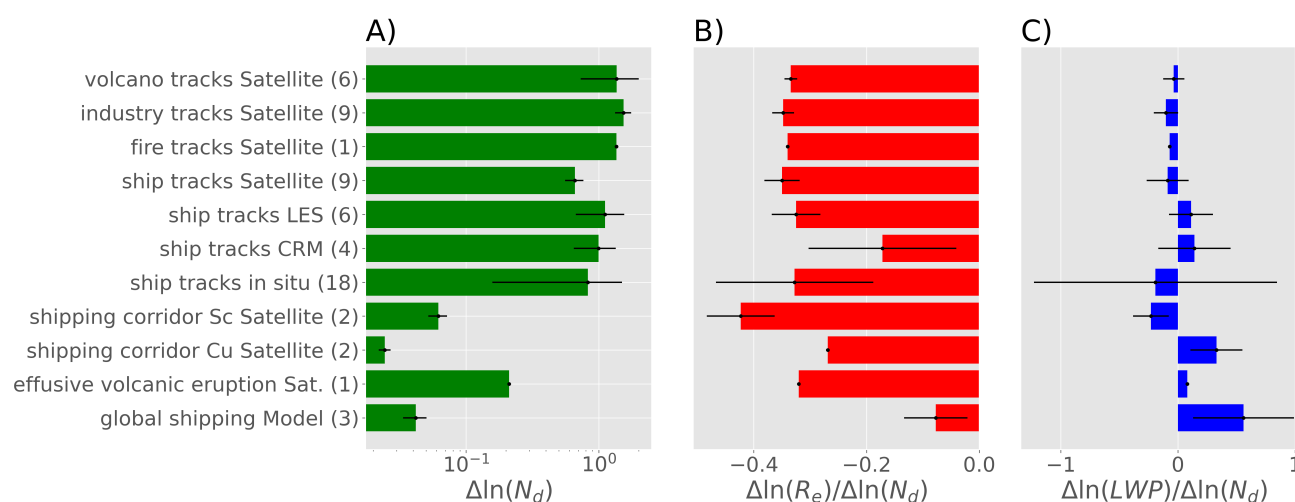 A)
B)
C)
volcano tracks Satellite (6)
industry tracks Satellite (9)
fire tracks Satellite (1)
ship tracks Satellite (9)
ship tracks LES (6)
ship tracks CRM (4)
ship tracks in situ (18)
shipping corridor Sc Satellite (2)
shipping corridor Cu Satellite (2)
effusive volcanic eruption Sat. (1)
global shipping Model (3)
10⁻¹ 10⁰
−0.4 −0.2 0.0
−1 0 1
Δln(N_d)
Δln(R_e)/Δln(N_d)
Δln(LWP)/Δln(N_d)